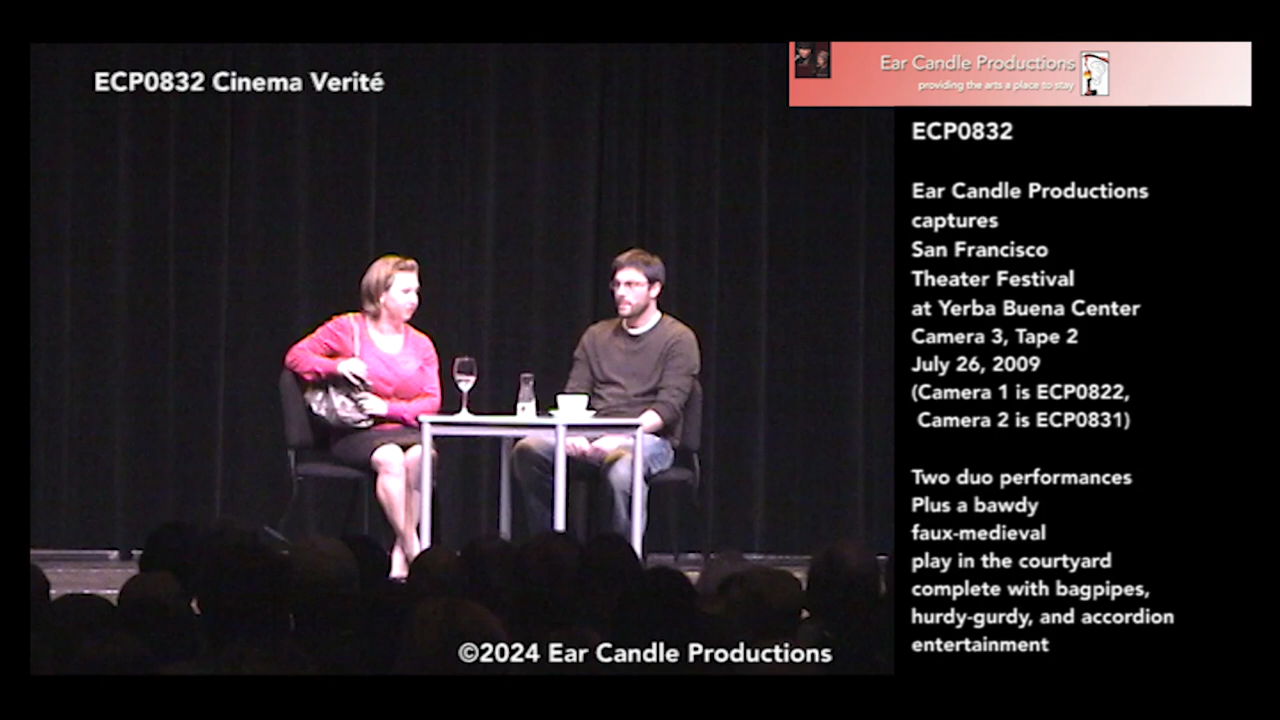 ECP0832 Cinema Verité
Ear Candle Productions
providing the arts a place to stay
ECP0832
Ear Candle Productions
captures
San Francisco
Theater Festival
at Yerba Buena Center
Camera 3, Tape 2
July 26, 2009
(Camera 1 is ECP0822,
Camera 2 is ECP0831)
Two duo performances
Plus a bawdy
faux-medieval
play in the courtyard
complete with bagpipes,
hurdy-gurdy, and accordion
entertainment
©2024 Ear Candle Productions